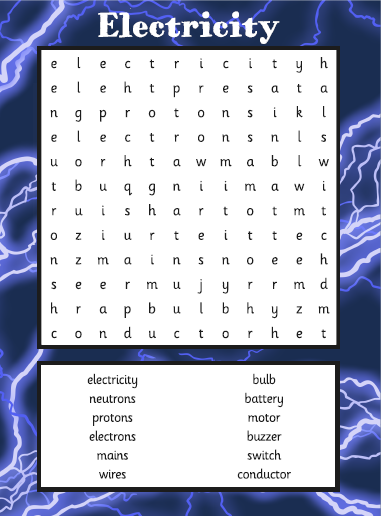 Electricity
e l e c t r i c i t y h
e l e h t p r e s a t a
n g p r o t o n s i k l
e l e c t r o n s n l s
u o r h t a w m a b l w
t b u q g n i i m a w i
r u i s h a r t o t m t
o z i u r t e i t t e c
n z m a i n s n o e e h
s e e r m u j y r r m d
h r a p b u l b h y z m
c o n d u c t o r h e t
electricity bulb
neutrons battery
protons motor
electrons buzzer
mains switch
wires conductor